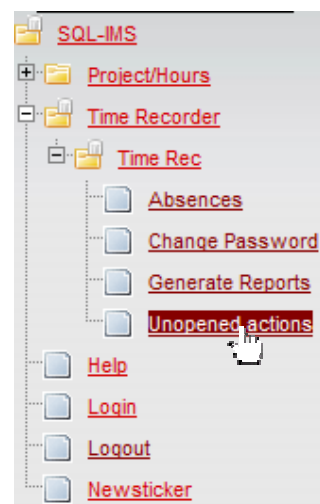 SQL-IMS
Project/Hours
Time Recorder
Time Rec
Absences
Change Password
Generate Reports
Unopened actions
Help
Login
Logout
Newsticker